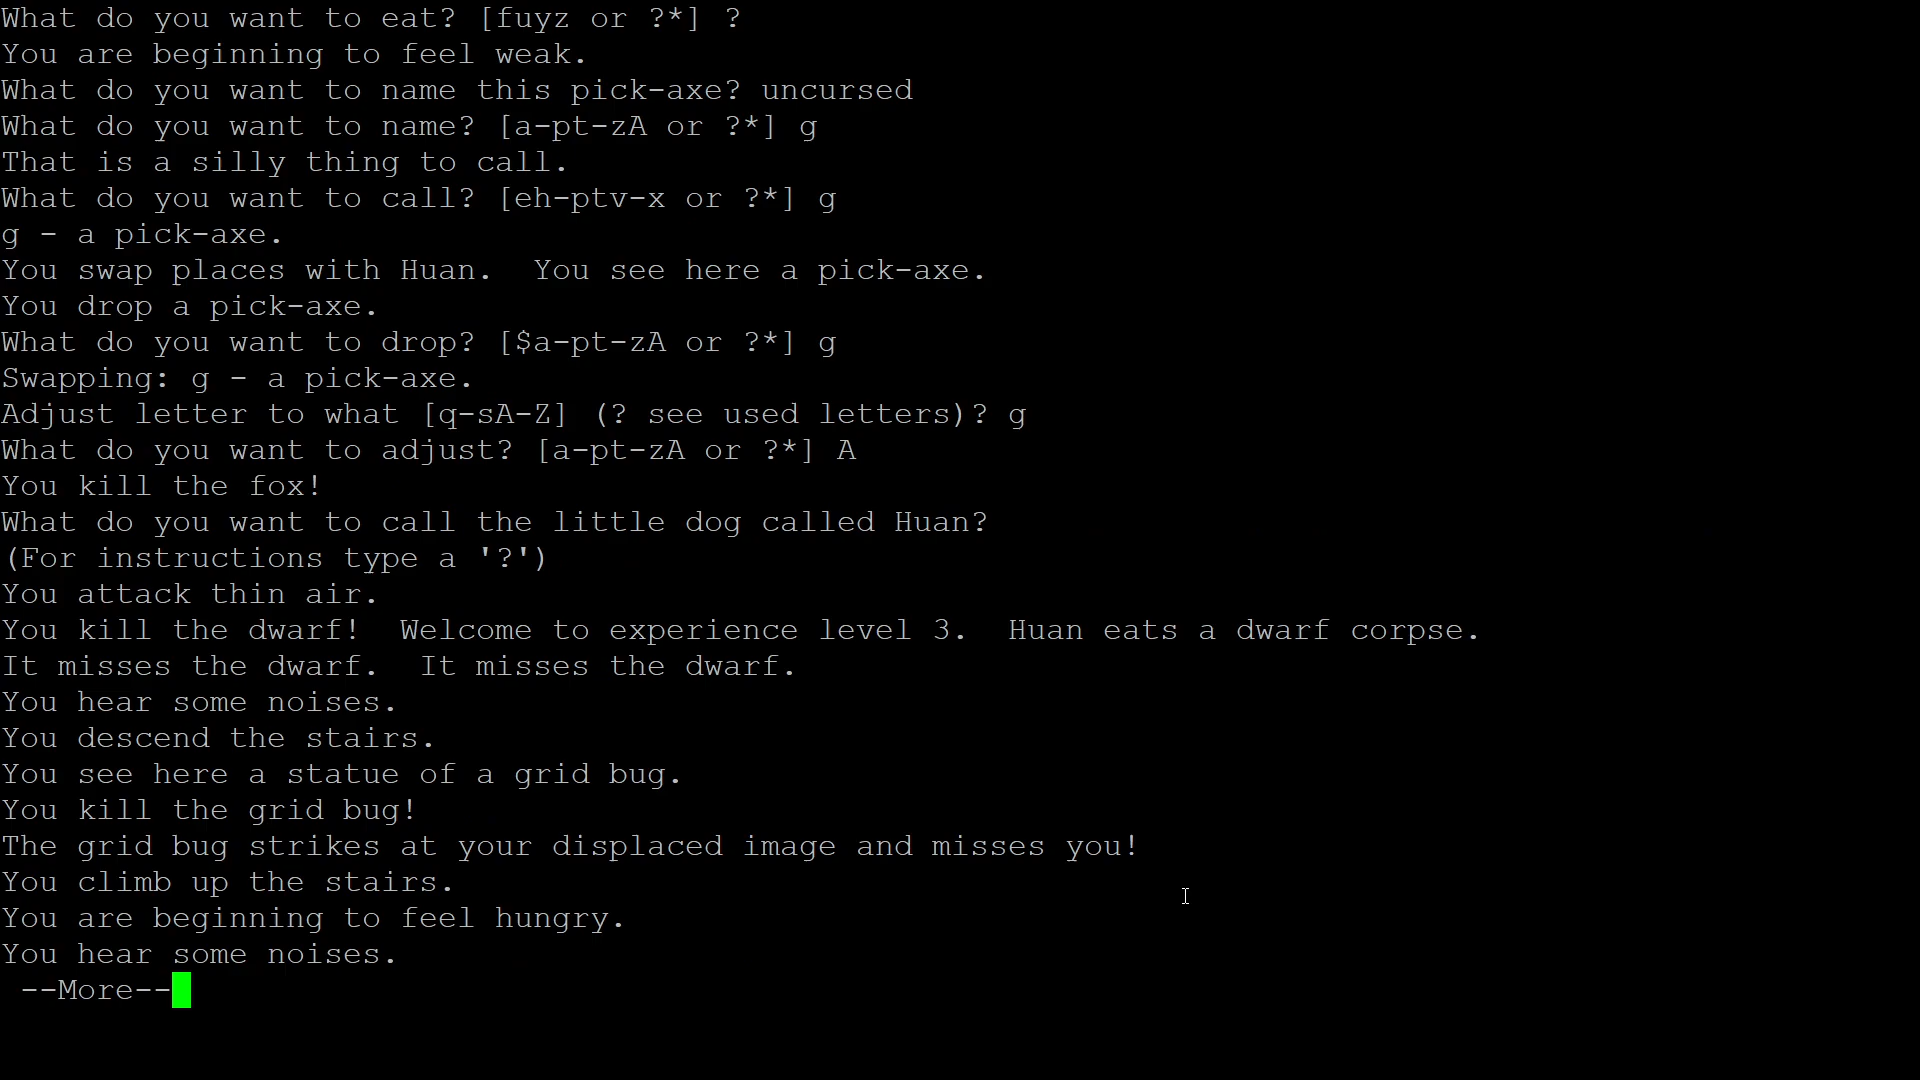 What do you want to eat? [fuyz or ?*] ?
You are beginning to feel weak.
What do you want to name this pick-axe? uncursed
What do you want to name? [a-pt-zA or ?*] g
That is a silly thing to call.
What do you want to call? [eh-ptv-x or ?*] g
g - a pick-axe.
You swap places with Huan.  You see here a pick-axe.
You drop a pick-axe.
What do you want to drop? [$a-pt-zA or ?*] g
Swapping: g - a pick-axe.
Adjust letter to what [q-sA-Z] (? see used letters)? g
What do you want to adjust? [a-pt-zA or ?*] A
You kill the fox!
What do you want to call the little dog called Huan?
(For instructions type a '?')
You attack thin air.
You kill the dwarf!  Welcome to experience level 3.  Huan eats a dwarf corpse.
It misses the dwarf.  It misses the dwarf.
You hear some noises.
You descend the stairs.
You see here a statue of a grid bug.
You kill the grid bug!
The grid bug strikes at your displaced image and misses you!
You climb up the stairs.
You are beginning to feel hungry.
You hear some noises.
--More--